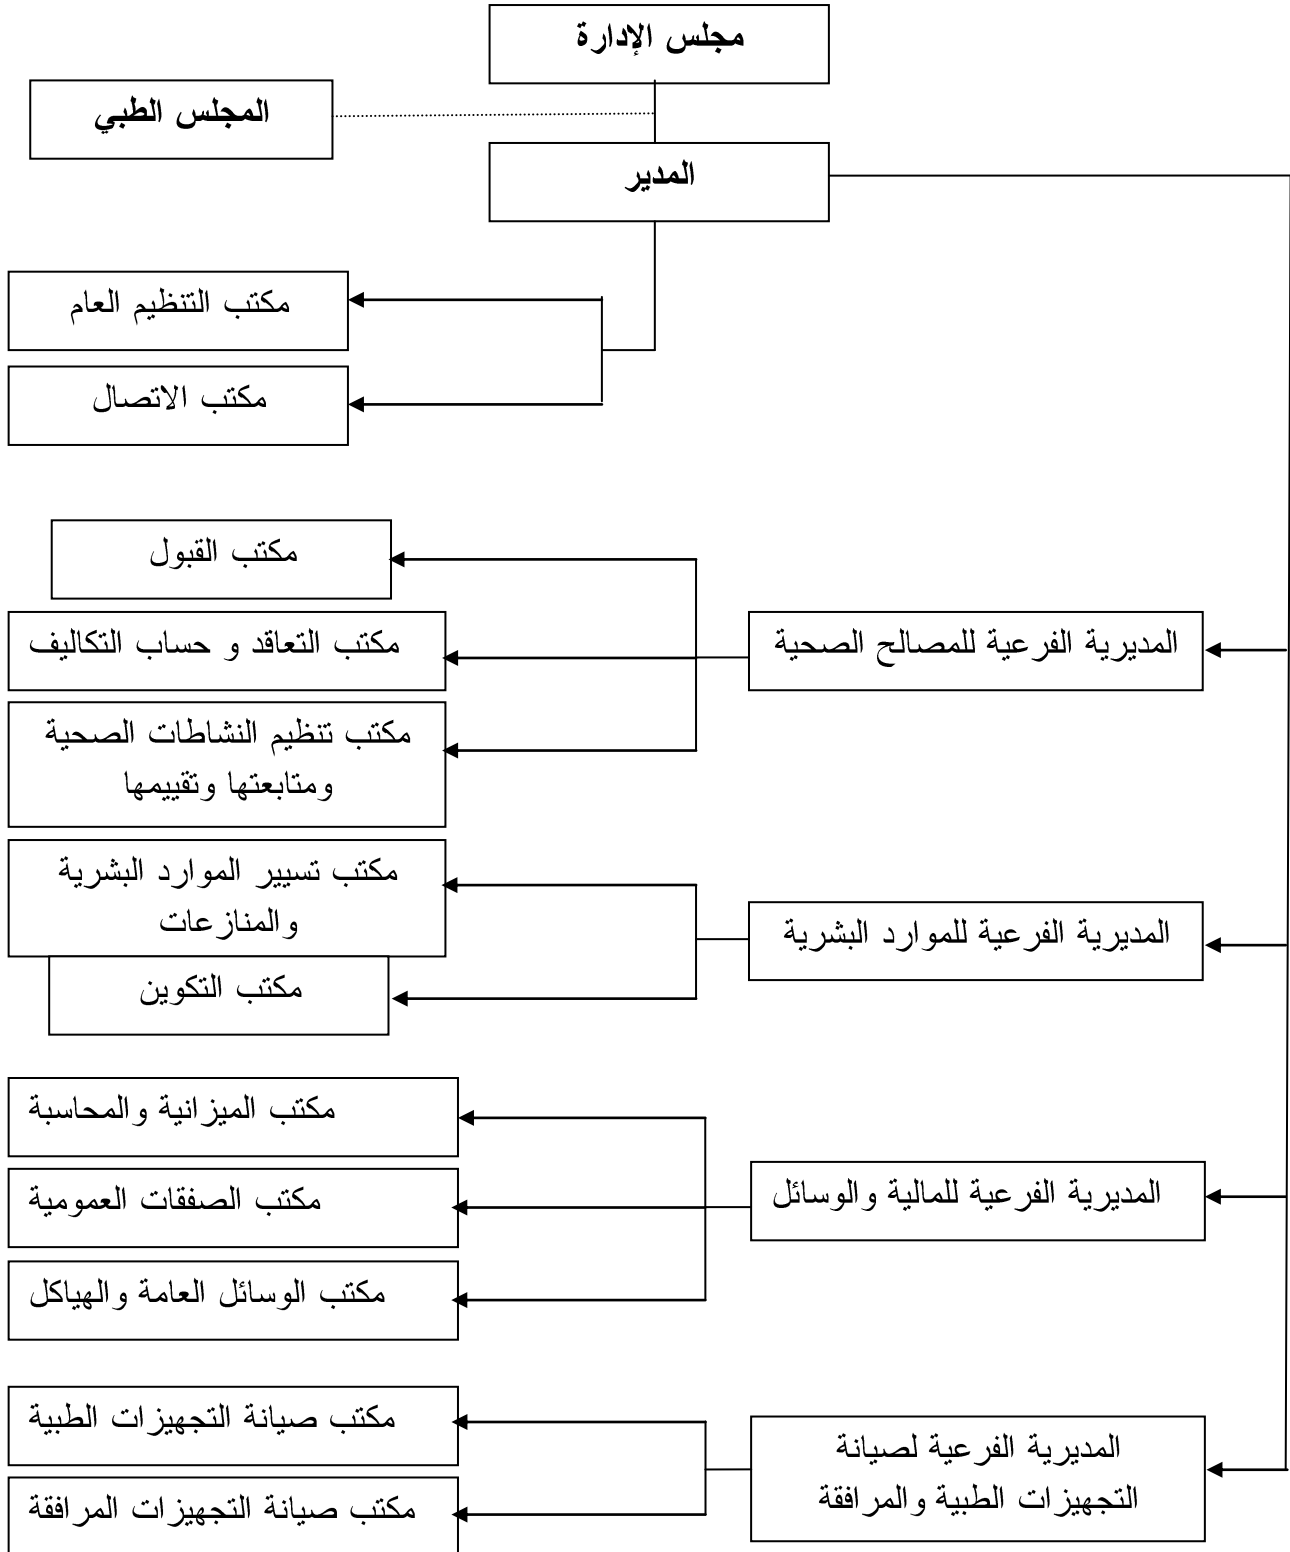 مجلس الإدارة
المجلس الطبي
المدير
مكتب التنظيم العام
مكتب الاتصال
مكتب القبول
المديرية الفرعية للمصالح الصحية
مكتب التعاقد و حساب التكاليف
مكتب تنظيم النشاطات الصحية
ومتابعتها وتقييمها
المديرية الفرعية للموارد البشرية
مكتب تسيير الموارد البشرية
والمنازعات
مكتب التكوين
المديرية الفرعية للمالية والوسائل
مكتب الميزانية والمحاسبة
مكتب الصفقات العمومية
مكتب الوسائل العامة والهياكل
المديرية الفرعية لصيانة
التجهيزات الطبية والمرافقة
مكتب صيانة التجهيزات الطبية
مكتب صيانة التجهيزات المرافقة